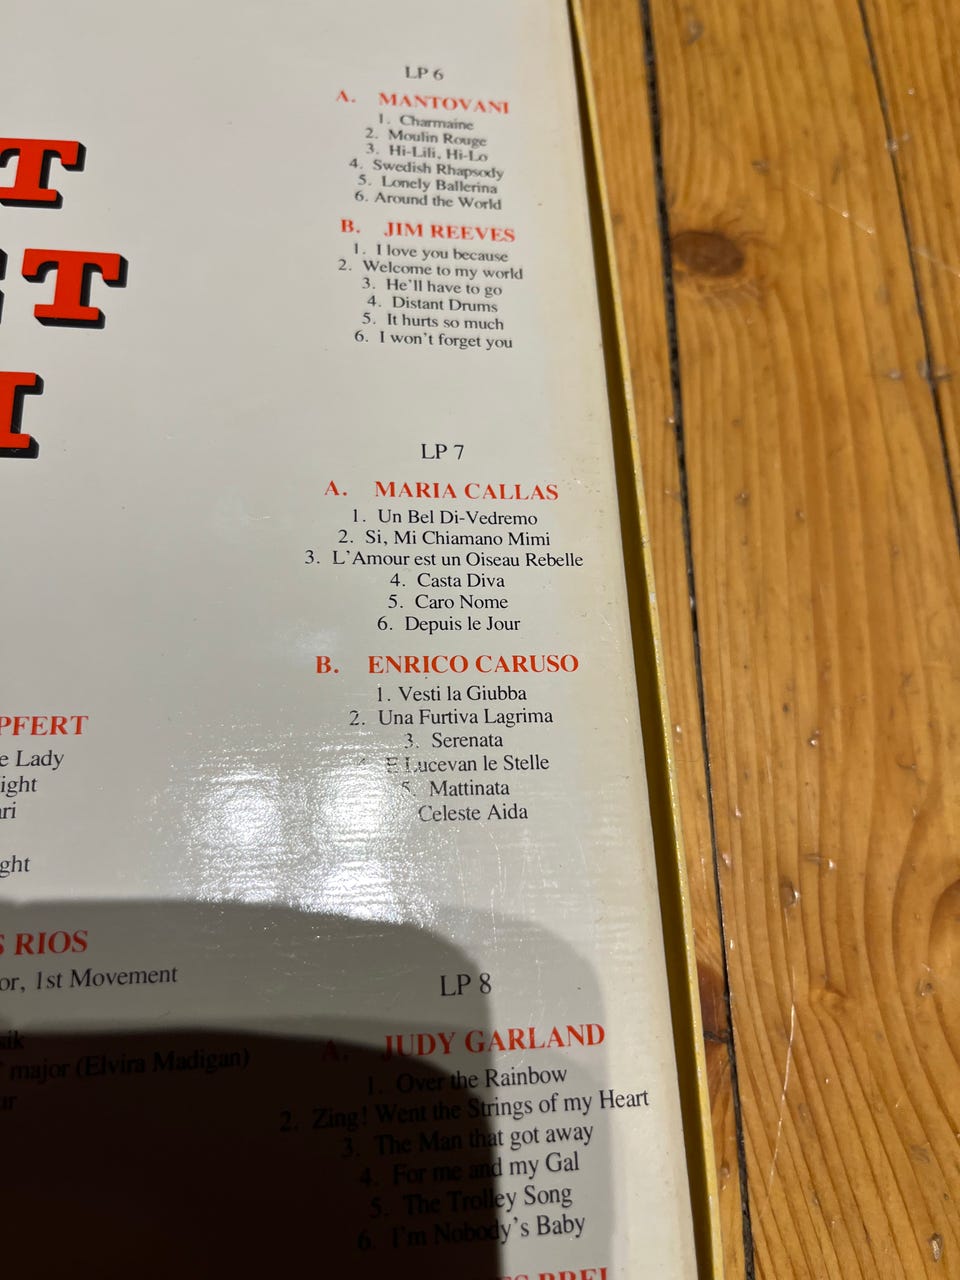 T
T
I
LP 6
A. MANTOVANI
1. Charmaine
2. Moulin Rouge
3. Hi-Lili, Hi-Lo
4. Swedish Rhapsody
5. Lonely Ballerina
6. Around the World
B. JIM REEVES
1. I love you because
2. Welcome to my world
3. He'll have to go
4. Distant Drums
5. It hurts so much
6. I won't forget you
LP 7
A. MARIA CALLAS
1. Un Bel Di-Vedremo
2. Si, Mi Chiamano Mimi
3. L'Amour est un Oiseau Rebelle
4. Casta Diva
5. Caro Nome
6. Depuis le Jour
B. ENRICO CARUSO
1. Vesti la Giubba
2. Una Furtiva Lagrima
3. Serenata
4. E Lucevan le Stelle
5. Mattinata
Celeste Aida
PFERT
e Lady
ight
ari
ght
S RIOS
or, 1st Movement
sik
major (Elvira Madigan)
ur
LP 8
A. JUDY GARLAND
1. Over the Rainbow
2. Zing! Went the Strings of my Heart
3. The Man that got away
4. For me and my Gal
5. The Trolley Song
6. I'm Nobody's Baby
BREL